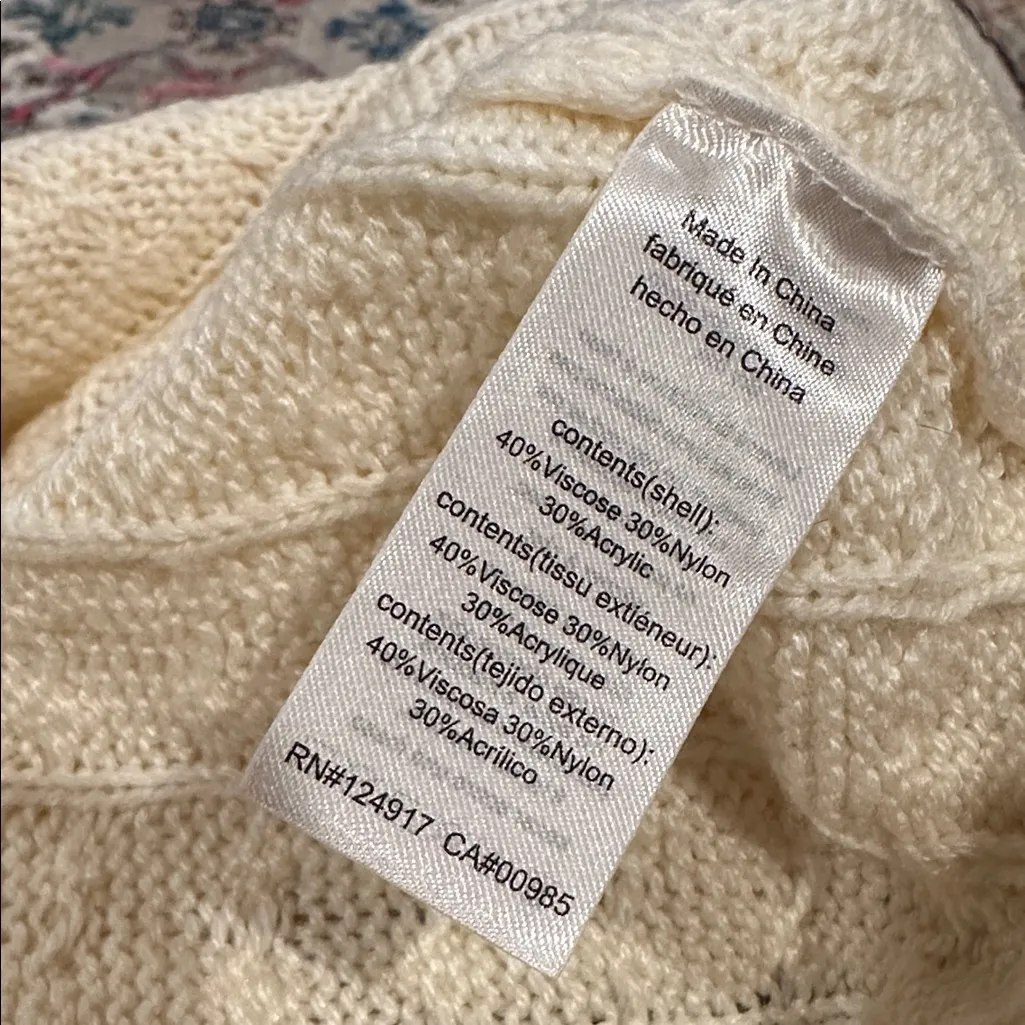 Made In China
fabriqué en Chine
hecho en China
contents(shell):
40%Viscose 30%Nylon
30%Acrylic
contents(tissu extiéneur):
40%Viscose 30%Nylon
30%Acrylique
contents(tejido externo):
40%Viscosa 30%Nylon
30%Acrílico
RN#124917 CA#00985